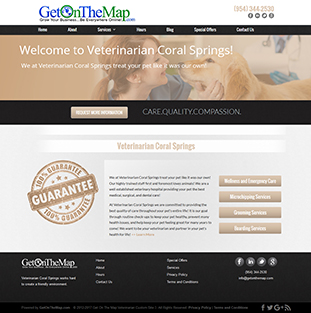 GetOnTheMap.com
Grow Your Business...Be Everywhere Online!
(954) 344-2530
Home
About
Services
Hours
Blog
Special Offers
Contact Us
Welcome to Veterinarian Coral Springs!
We at Veterinarian Coral Springs treat your pet like it was our own!
REQUEST MORE INFORMATION
CARE.QUALITY.COMPASSION.
Veterinarian Coral Springs
100% GUARANTEE
GUARANTEE
100% GUARANTEE
We at Veterinarian Coral Springs treat your pet like it was our own!
Our highly trained staff first and foremost loves animals! We are a
and established veterinary hospital providing your pet the best
medical, surgical, and dental care!
At Veterinarian Coral Springs we are committed to providing the
best quality of care throughout your pet's entire life! It is our goal
through routine check-ups to keep your pet healthy, prevent many
health issues, and help keep your pet feeling great for many years to
come! We want to be your veterinarian and partner in your
pet's health for life!
Wellness and Emergency Care
Microchipping Services
Grooming Services
Boarding Services
GetOnTheMap.com
Veterinarian Coral Springs works hard
to create a friendly environment.
Home
About
Services
Hours
Special Offers
Services
Contact
Blog
(954) 344-2530
info@getonthemap.com
Privacy Policy | Terms and Conditions